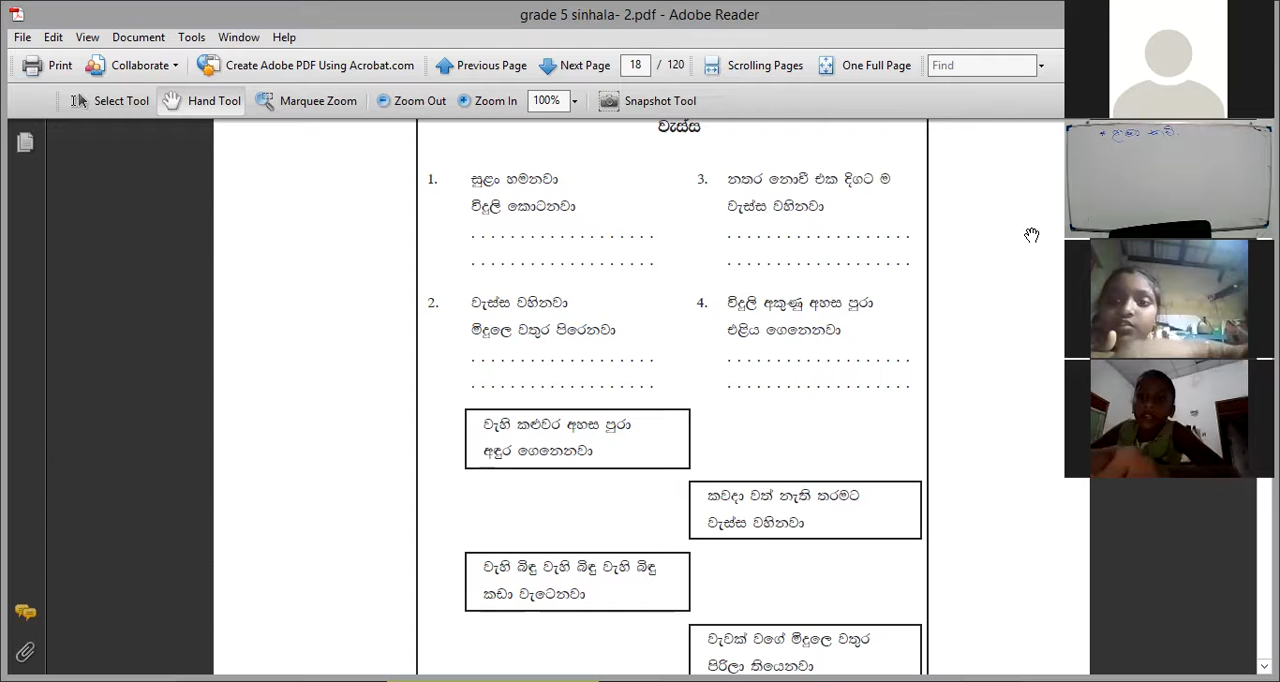 grade 5 sinhala- 2.pdf - Adobe Reader
File Edit View Document Tools Window Help
Print Collaborate Create Adobe PDF Using Acrobat.com Previous Page Next Page 18 / 120 Scrolling Pages One Full Page Find
Select Tool Hand Tool Marquee Zoom Zoom Out Zoom In 100% Snapshot Tool
වැස්ස
1. සුළං හමනවා
විදුලි කොටනවා
. . . . . . . . . . . . . . . . . . .
. . . . . . . . . . . . . . . . . . .
2. වැස්ස වහිනවා
මිදුලෙ වතුර පිරෙනවා
. . . . . . . . . . . . . . . . . . .
. . . . . . . . . . . . . . . . . . .
3. නතර නොවී එක දිගට ම
වැස්ස වහිනවා
. . . . . . . . . . . . . . . . . . .
. . . . . . . . . . . . . . . . . . .
4. විදුලි අකුණු අහස පුරා
එළිය ගෙනෙනවා
. . . . . . . . . . . . . . . . . . .
. . . . . . . . . . . . . . . . . . .
වැහි කළුවර අහස පුරා
අඳුර ගෙනෙනවා
කවදා වත් නැති තරමට
වැස්ස වහිනවා
වැහි බිඳු වැහි බිඳු වැහි බිඳු
කඩා වැටෙනවා
වැවක් වගේ මිදුලෙ වතුර
පිරිලා තියෙනවා